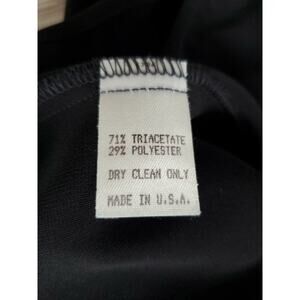 71% TRIACETATE
29% POLYESTER
DRY CLEAN ONLY
MADE IN U.S.A.